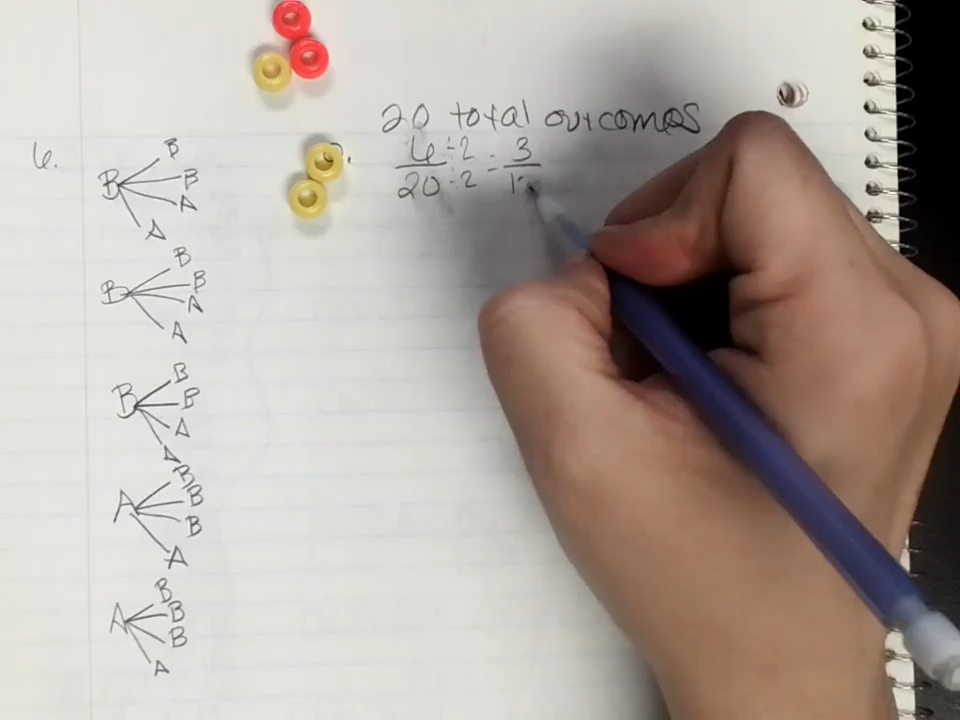 20 total outcomes
6 ÷2 = 3
20 ÷2
6.
B B B A A
B B B A A
B B B A A
A B B B A
A B B B A